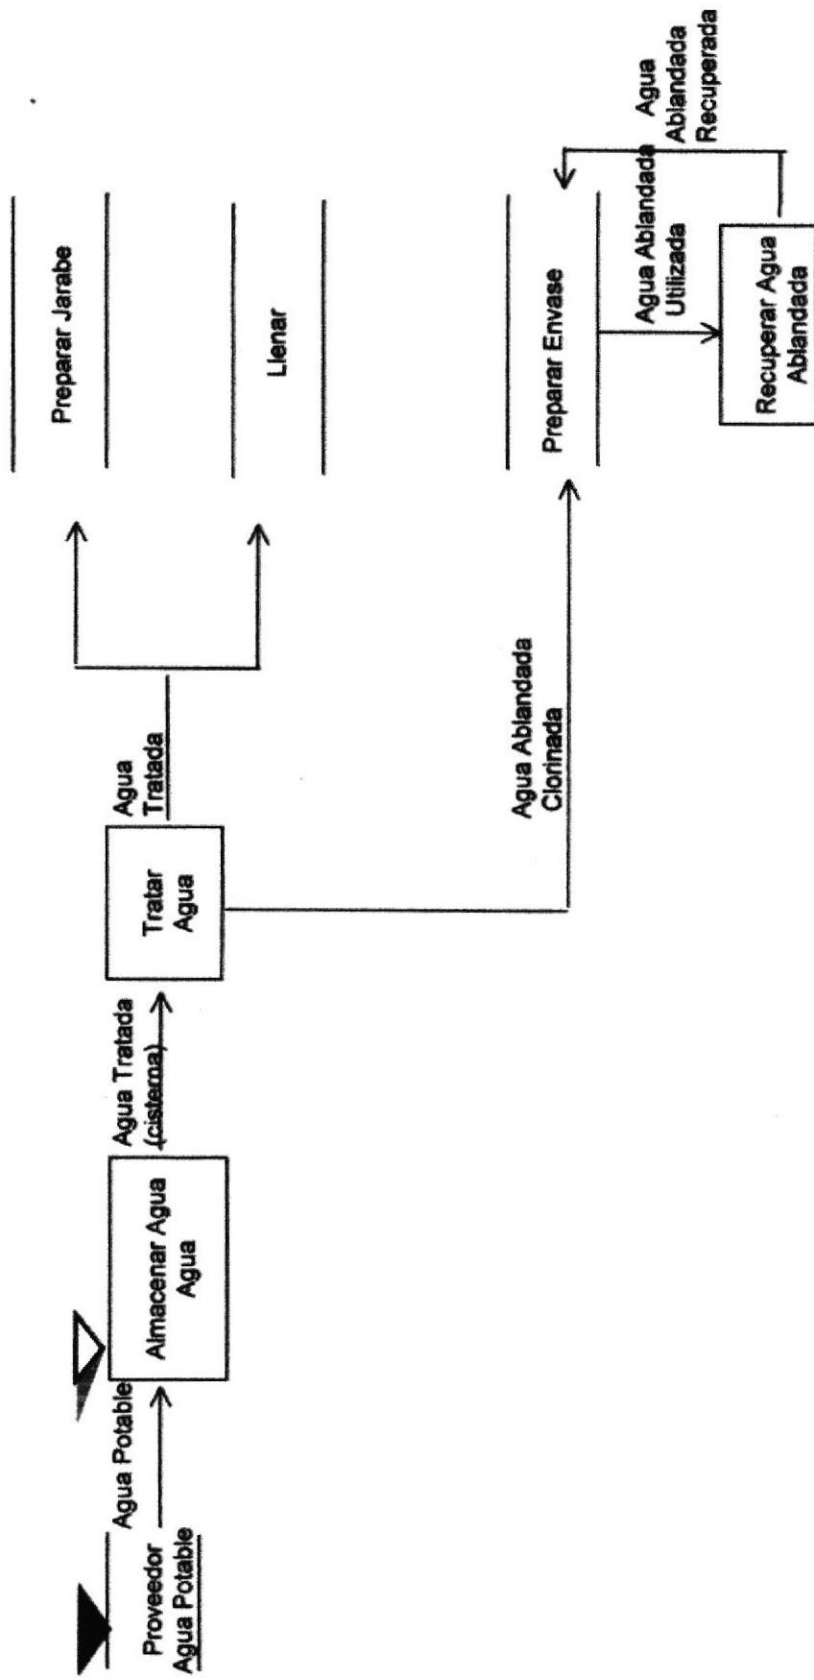 Proveedor
Agua Potable
Agua Potable
Almacenar Agua
Agua
Agua Tratada
(cisterna)
Tratar
Agua
Agua
Tratada
Preparar Jarabe
Llenar
Agua Ablandada
Clorinada
Preparar Envase
Agua Ablandada
Utilizada
Agua
Ablandada
Recuperada
Recuperar Agua
Ablandada